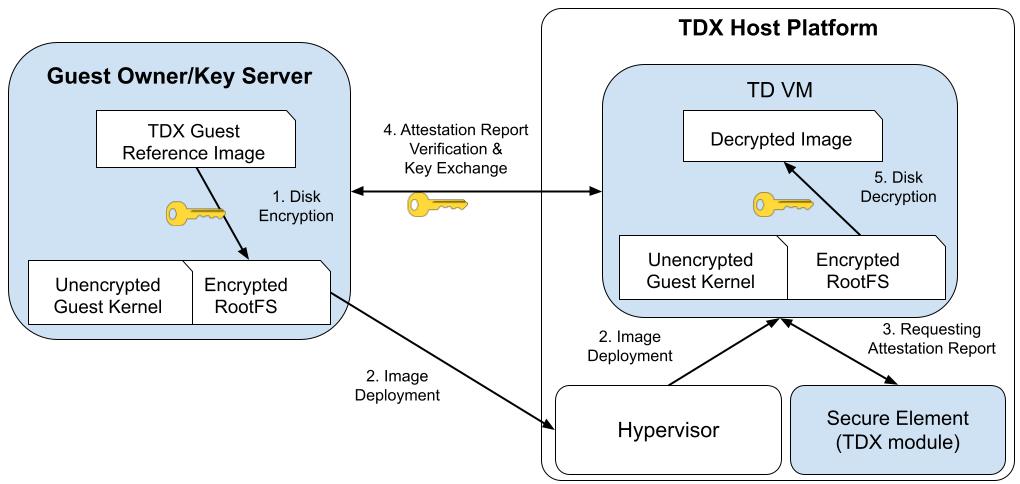 Guest Owner/Key Server
TDX Guest
Reference Image
1. Disk
Encryption
Unencrypted
Guest Kernel
Encrypted
RootFS
4. Attestation Report
Verification &
Key Exchange
2. Image
Deployment
TDX Host Platform
TD VM
Decrypted Image
5. Disk
Decryption
Unencrypted
Guest Kernel
Encrypted
RootFS
2. Image
Deployment
3. Requesting
Attestation Report
Hypervisor
Secure Element
(TDX module)